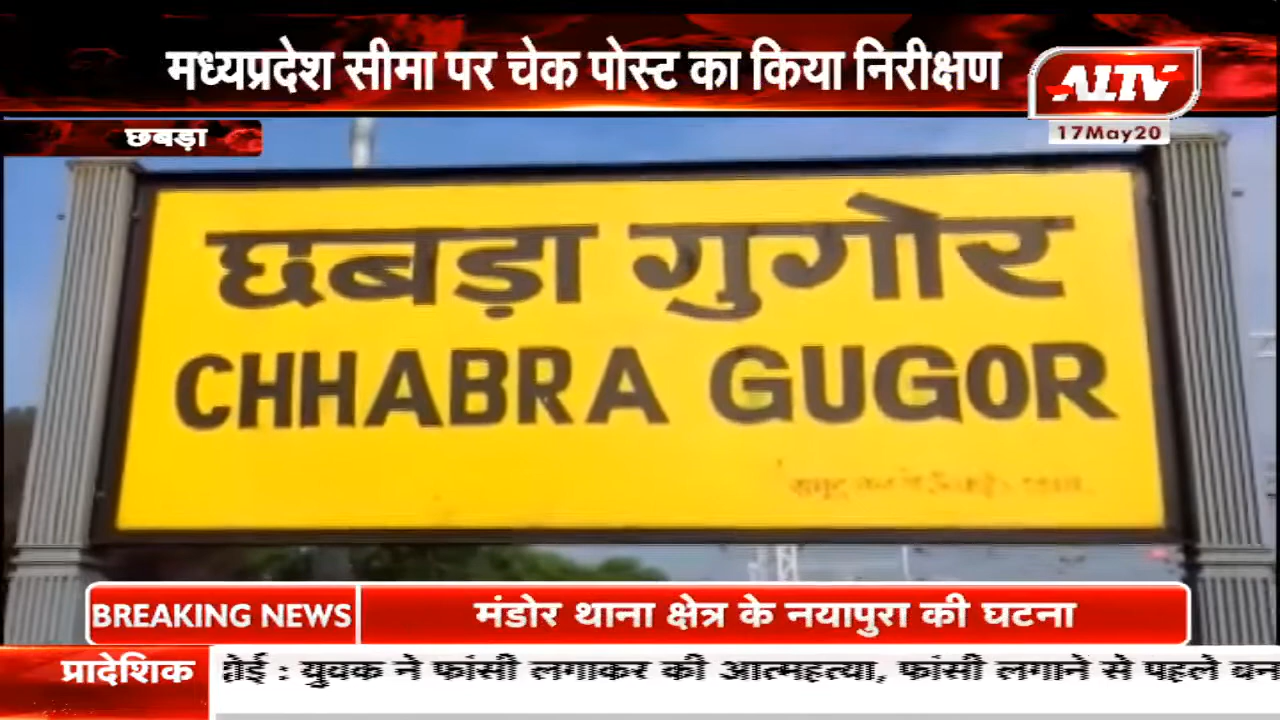 मध्यप्रदेश सीमा पर चेक पोस्ट का किया निरीक्षण
ALTV
17May20
छबड़ा
छबड़ा गुगोर
CHHABRA GUGOR
BREAKING NEWS
मंडोर थाना क्षेत्र के नयापुरा की घटना
प्रादेशिक
: युवक ने फांसी लगाकर की आत्महत्या, फांसी लगाने से पहले